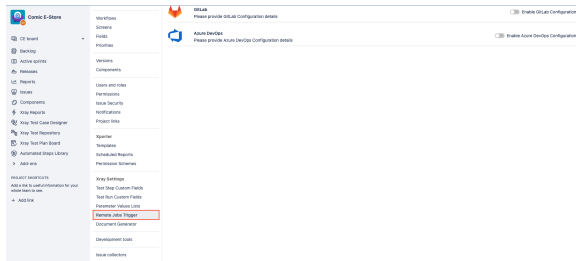 Comic E-Store
CE board
Backlog
Active sprints
Releases
Reports
Issues
Components
Xray Reports
Xray Test Case Designer
Xray Test Repository
Xray Test Plan Board
Automated Steps Library
Add-ons
PROJECT SHORTCUTS
Add a link to useful information for your
whole team to see.
+ Add link
Workflows
Screens
Fields
Priorities
Versions
Components
Users and roles
Permissions
Issue Security
Notifications
Project links
Xporter
Templates
Scheduled Reports
Permission Schemes
Xray Settings
Test Step Custom Fields
Test Run Custom Fields
Parameter Values Lists
Remote Jobs Trigger
Document Generator
Development tools
Issue collectors
GitLab
Please provide GitLab Configuration details
Enable GitLab Configuration
Azure DevOps
Please provide Azure DevOps Configuration details
Enable Azure DevOps Configuration